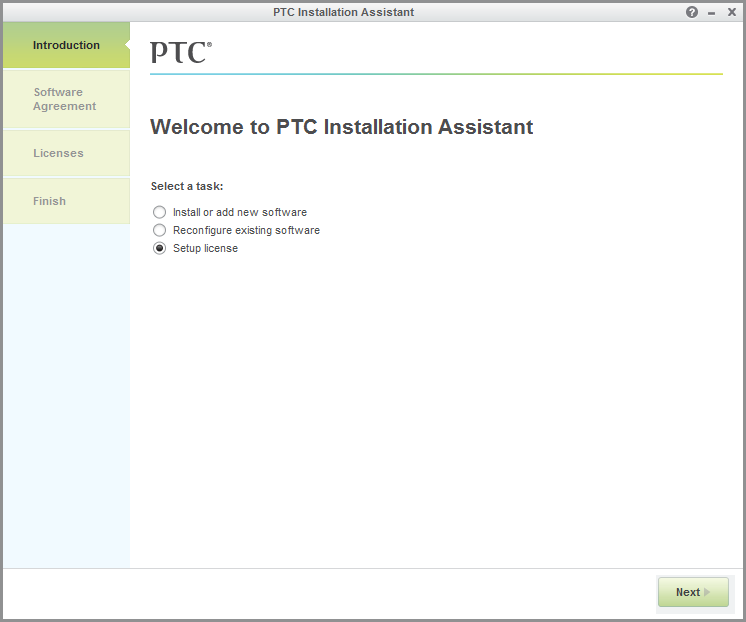 PTC Installation Assistant
?
Introduction
Software
Agreement
Licenses
Finish
PTC®
Welcome to PTC Installation Assistant
Select a task:
Install or add new software
Reconfigure existing software
Setup license
Next